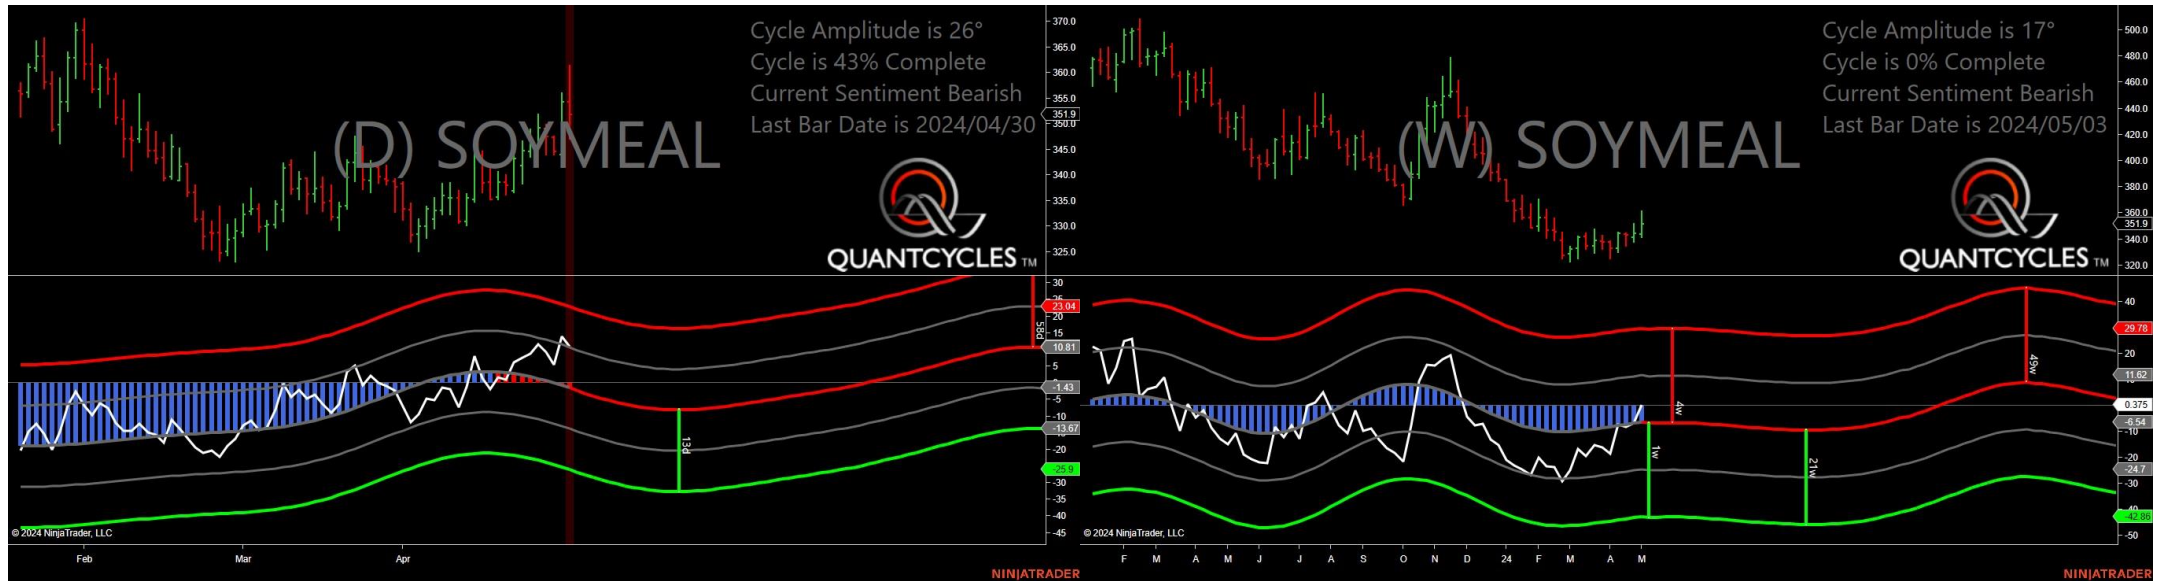 Cycle Amplitude is 26°
Cycle is 43% Complete
Current Sentiment Bearish
Last Bar Date is 2024/04/30
(D) SOYMEAL
QUANTCYCLES TM
370.0
365.0
360.0
355.0
351.9
350.0
345.0
340.0
335.0
330.0
325.0
30
23.04
20
15
10.81
5
-1.43
-5
-10
-13.67
-20
-25.9
-30
-35
-40
-45
58d
13d
© 2024 NinjaTrader, LLC
Feb Mar Apr
NINJATRADER
Cycle Amplitude is 17°
Cycle is 0% Complete
Current Sentiment Bearish
Last Bar Date is 2024/05/03
(W) SOYMEAL
QUANTCYCLES TM
500.0
480.0
460.0
440.0
420.0
400.0
380.0
360.0
351.9
340.0
320.0
40
29.78
20
11.62
0.375
-6.54
-10
-20
-24.7
-30
-42.86
-50
4w
1w
21w
49w
© 2024 NinjaTrader, LLC
F M A M J J A S O N D 24 F M A M
NINJATRADER